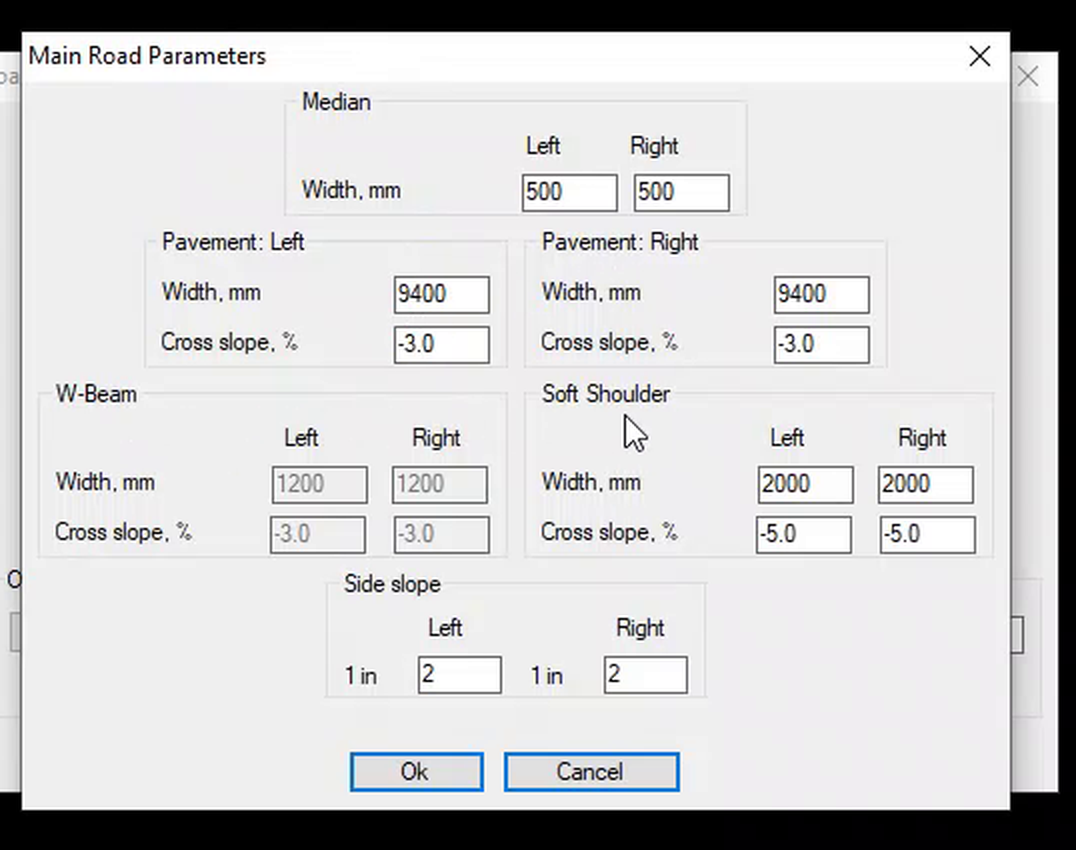 Main Road Parameters
Median
Left Right
Width, mm 500 500
Pavement: Left
Width, mm 9400
Cross slope, % -3.0
Pavement: Right
Width, mm 9400
Cross slope, % -3.0
W-Beam
Left Right
Width, mm 1200 1200
Cross slope, % -3.0 -3.0
Soft Shoulder
Left Right
Width, mm 2000 2000
Cross slope, % -5.0 -5.0
Side slope
Left Right
1 in 2 1 in 2
Ok Cancel